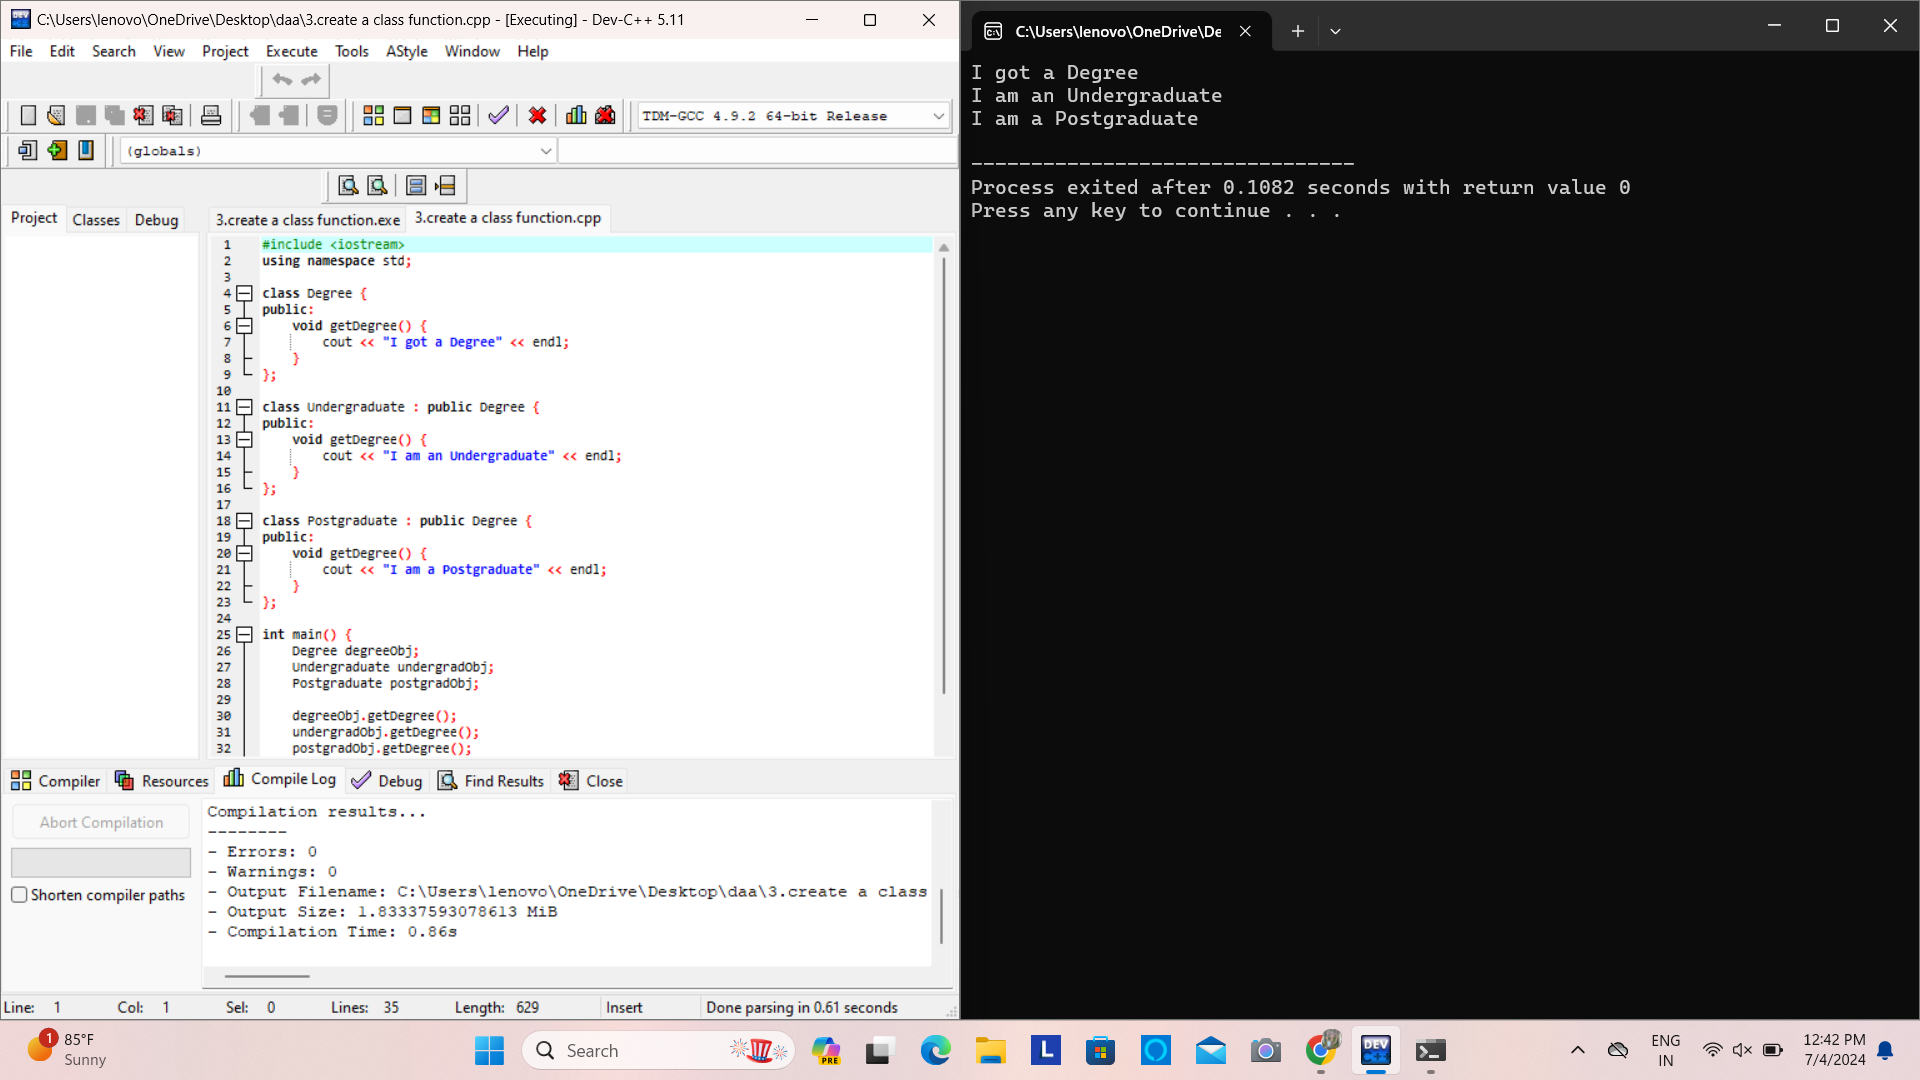 C:\Users\lenovo\OneDrive\Desktop\daa\3.create a class function.cpp - [Executing] - Dev-C++ 5.11
File Edit Search View Project Execute Tools AStyle Window Help
TDM-GCC 4.9.2 64-bit Release
(globals)
Project Classes Debug
3.create a class function.exe 3.create a class function.cpp
1 #include <iostream>
2 using namespace std;
3
4 class Degree {
5 public:
6 void getDegree() {
7 cout << "I got a Degree" << endl;
8 }
9 };
10
11 class Undergraduate : public Degree {
12 public:
13 void getDegree() {
14 cout << "I am an Undergraduate" << endl;
15 }
16 };
17
18 class Postgraduate : public Degree {
19 public:
20 void getDegree() {
21 cout << "I am a Postgraduate" << endl;
22 }
23 };
24
25 int main() {
26 Degree degreeObj;
27 Undergraduate undergradObj;
28 Postgraduate postgradObj;
29
30 degreeObj.getDegree();
31 undergradObj.getDegree();
32 postgradObj.getDegree();
Compiler Resources Compile Log Debug Find Results Close
Abort Compilation
Shorten compiler paths
Compilation results...
--------
- Errors: 0
- Warnings: 0
- Output Filename: C:\Users\lenovo\OneDrive\Desktop\daa\3.create a class
- Output Size: 1.83337593078613 MiB
- Compilation Time: 0.86s
Line: 1 Col: 1 Sel: 0 Lines: 35 Length: 629 Insert Done parsing in 0.61 seconds
C:\Users\lenovo\OneDrive\De
I got a Degree
I am an Undergraduate
I am a Postgraduate
--------------------------------
Process exited after 0.1082 seconds with return value 0
Press any key to continue . . .
1
85°F
Sunny
Search
PRE
L
DEV
C++
ENG
IN
12:42 PM
7/4/2024